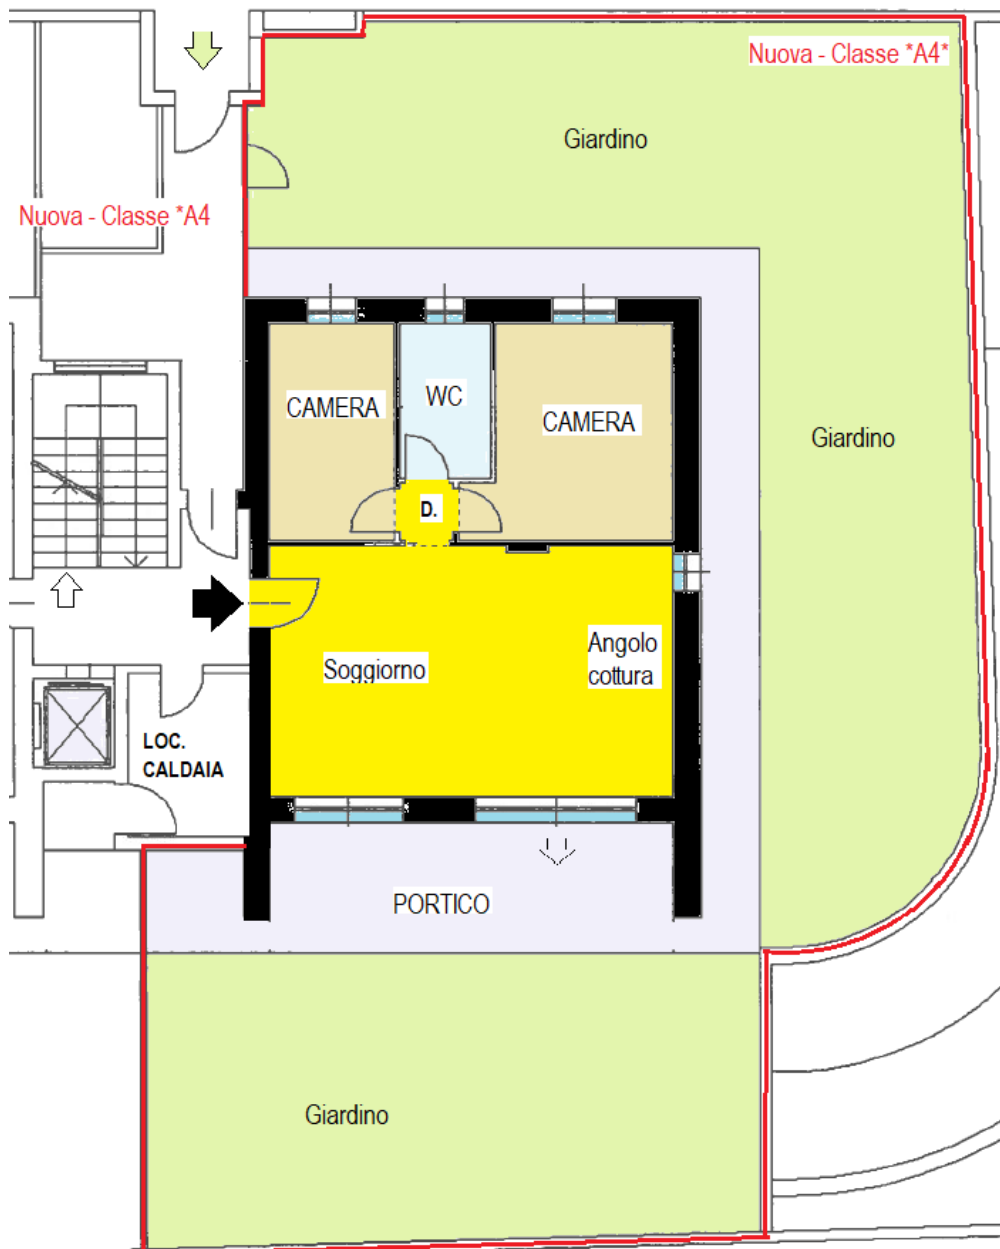 Nuova - Classe *A4*
Giardino
Nuova - Classe *A4
CAMERA
WC
CAMERA
Giardino
D.
Soggiorno
Angolo
cottura
LOC.
CALDAIA
PORTICO
Giardino